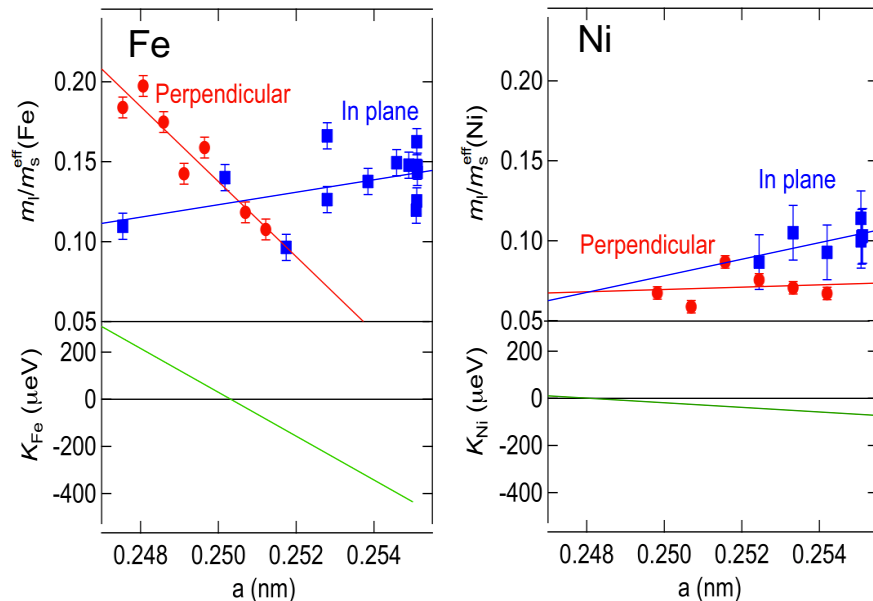 Fe
Perpendicular
In plane
0.20
0.15
0.10
0.05
m_l/m_s^eff(Fe)
200
0
-200
-400
K_Fe (μeV)
0.248
0.250
0.252
0.254
a (nm)
Ni
In plane
Perpendicular
0.20
0.15
0.10
0.05
m_l/m_s^eff(Ni)
200
0
-200
-400
K_Ni (μeV)
0.248
0.250
0.252
0.254
a (nm)